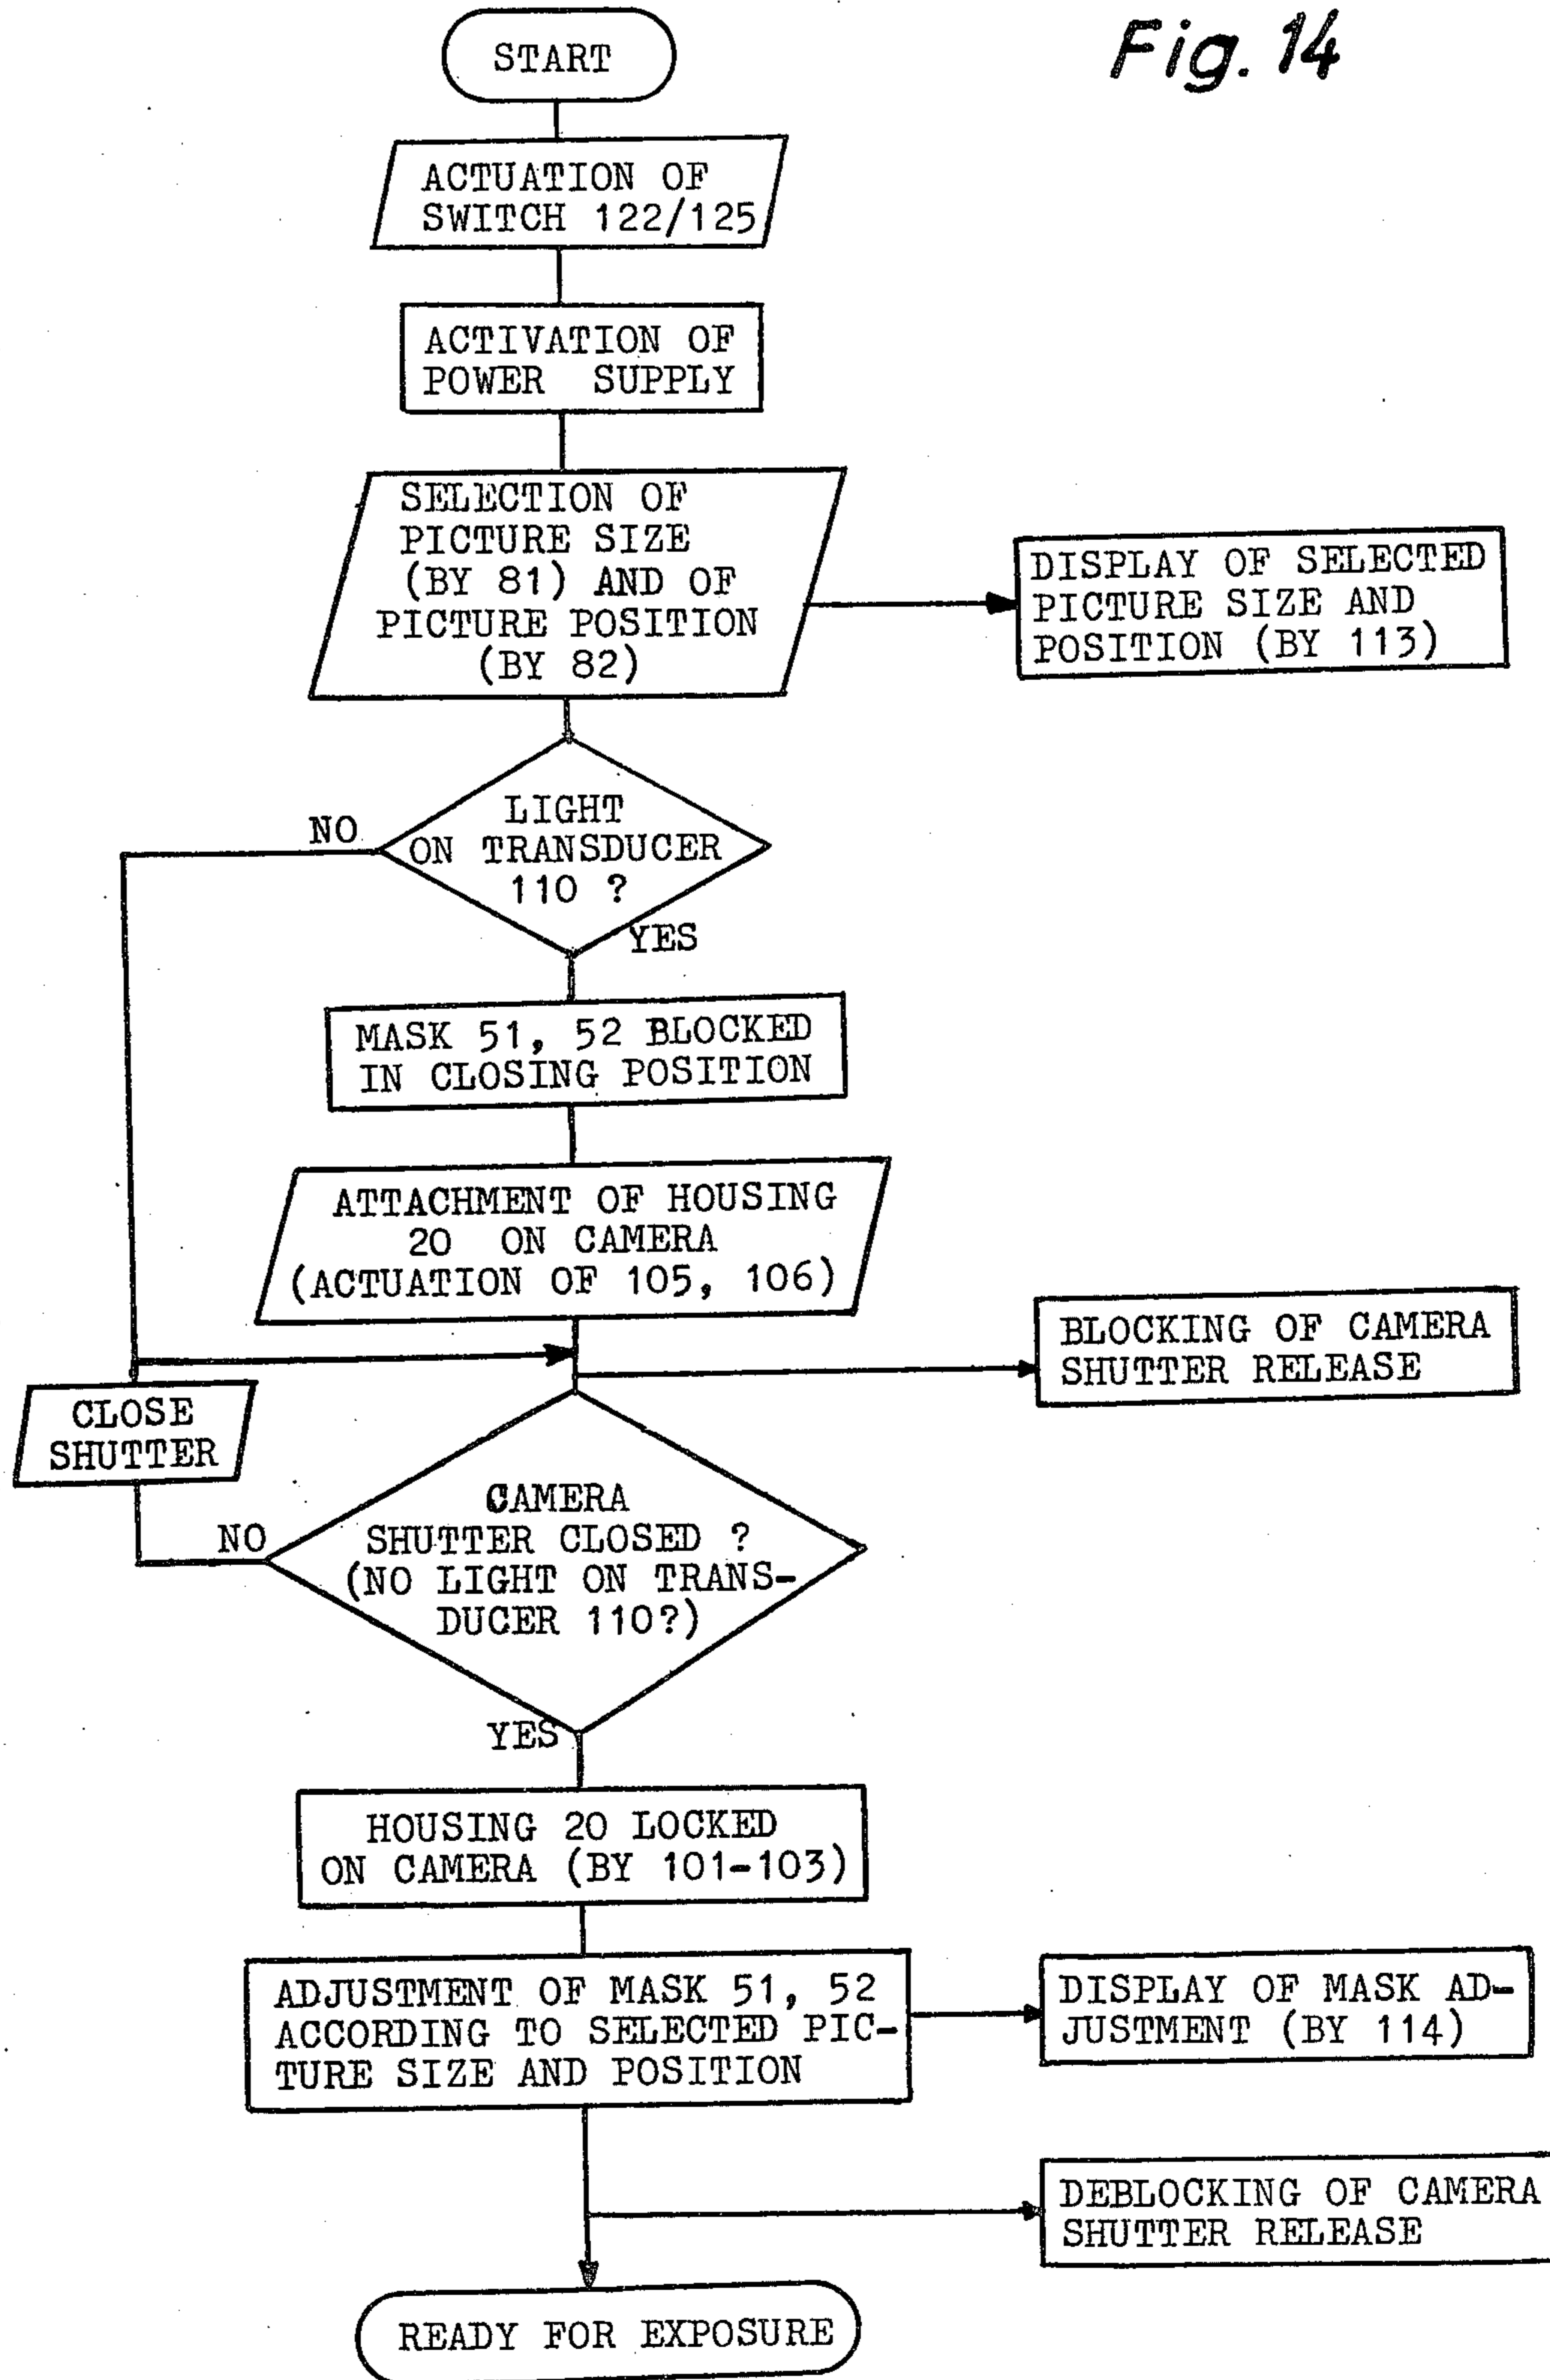 Fig. 14
START
ACTUATION OF
SWITCH 122/125
ACTIVATION OF
POWER SUPPLY
SELECTION OF
PICTURE SIZE
(BY 81) AND OF
PICTURE POSITION
(BY 82)
DISPLAY OF SELECTED
PICTURE SIZE AND
POSITION (BY 113)
LIGHT
ON TRANSDUCER
110 ?
NO
YES
MASK 51, 52 BLOCKED
IN CLOSING POSITION
ATTACHMENT OF HOUSING
20 ON CAMERA
(ACTUATION OF 105, 106)
BLOCKING OF CAMERA
SHUTTER RELEASE
CLOSE
SHUTTER
CAMERA
SHUTTER CLOSED ?
(NO LIGHT ON TRANS-
DUCER 110?)
NO
YES
HOUSING 20 LOCKED
ON CAMERA (BY 101-103)
ADJUSTMENT OF MASK 51, 52
ACCORDING TO SELECTED PIC-
TURE SIZE AND POSITION
DISPLAY OF MASK AD-
JUSTMENT (BY 114)
DEBLOCKING OF CAMERA
SHUTTER RELEASE
READY FOR EXPOSURE